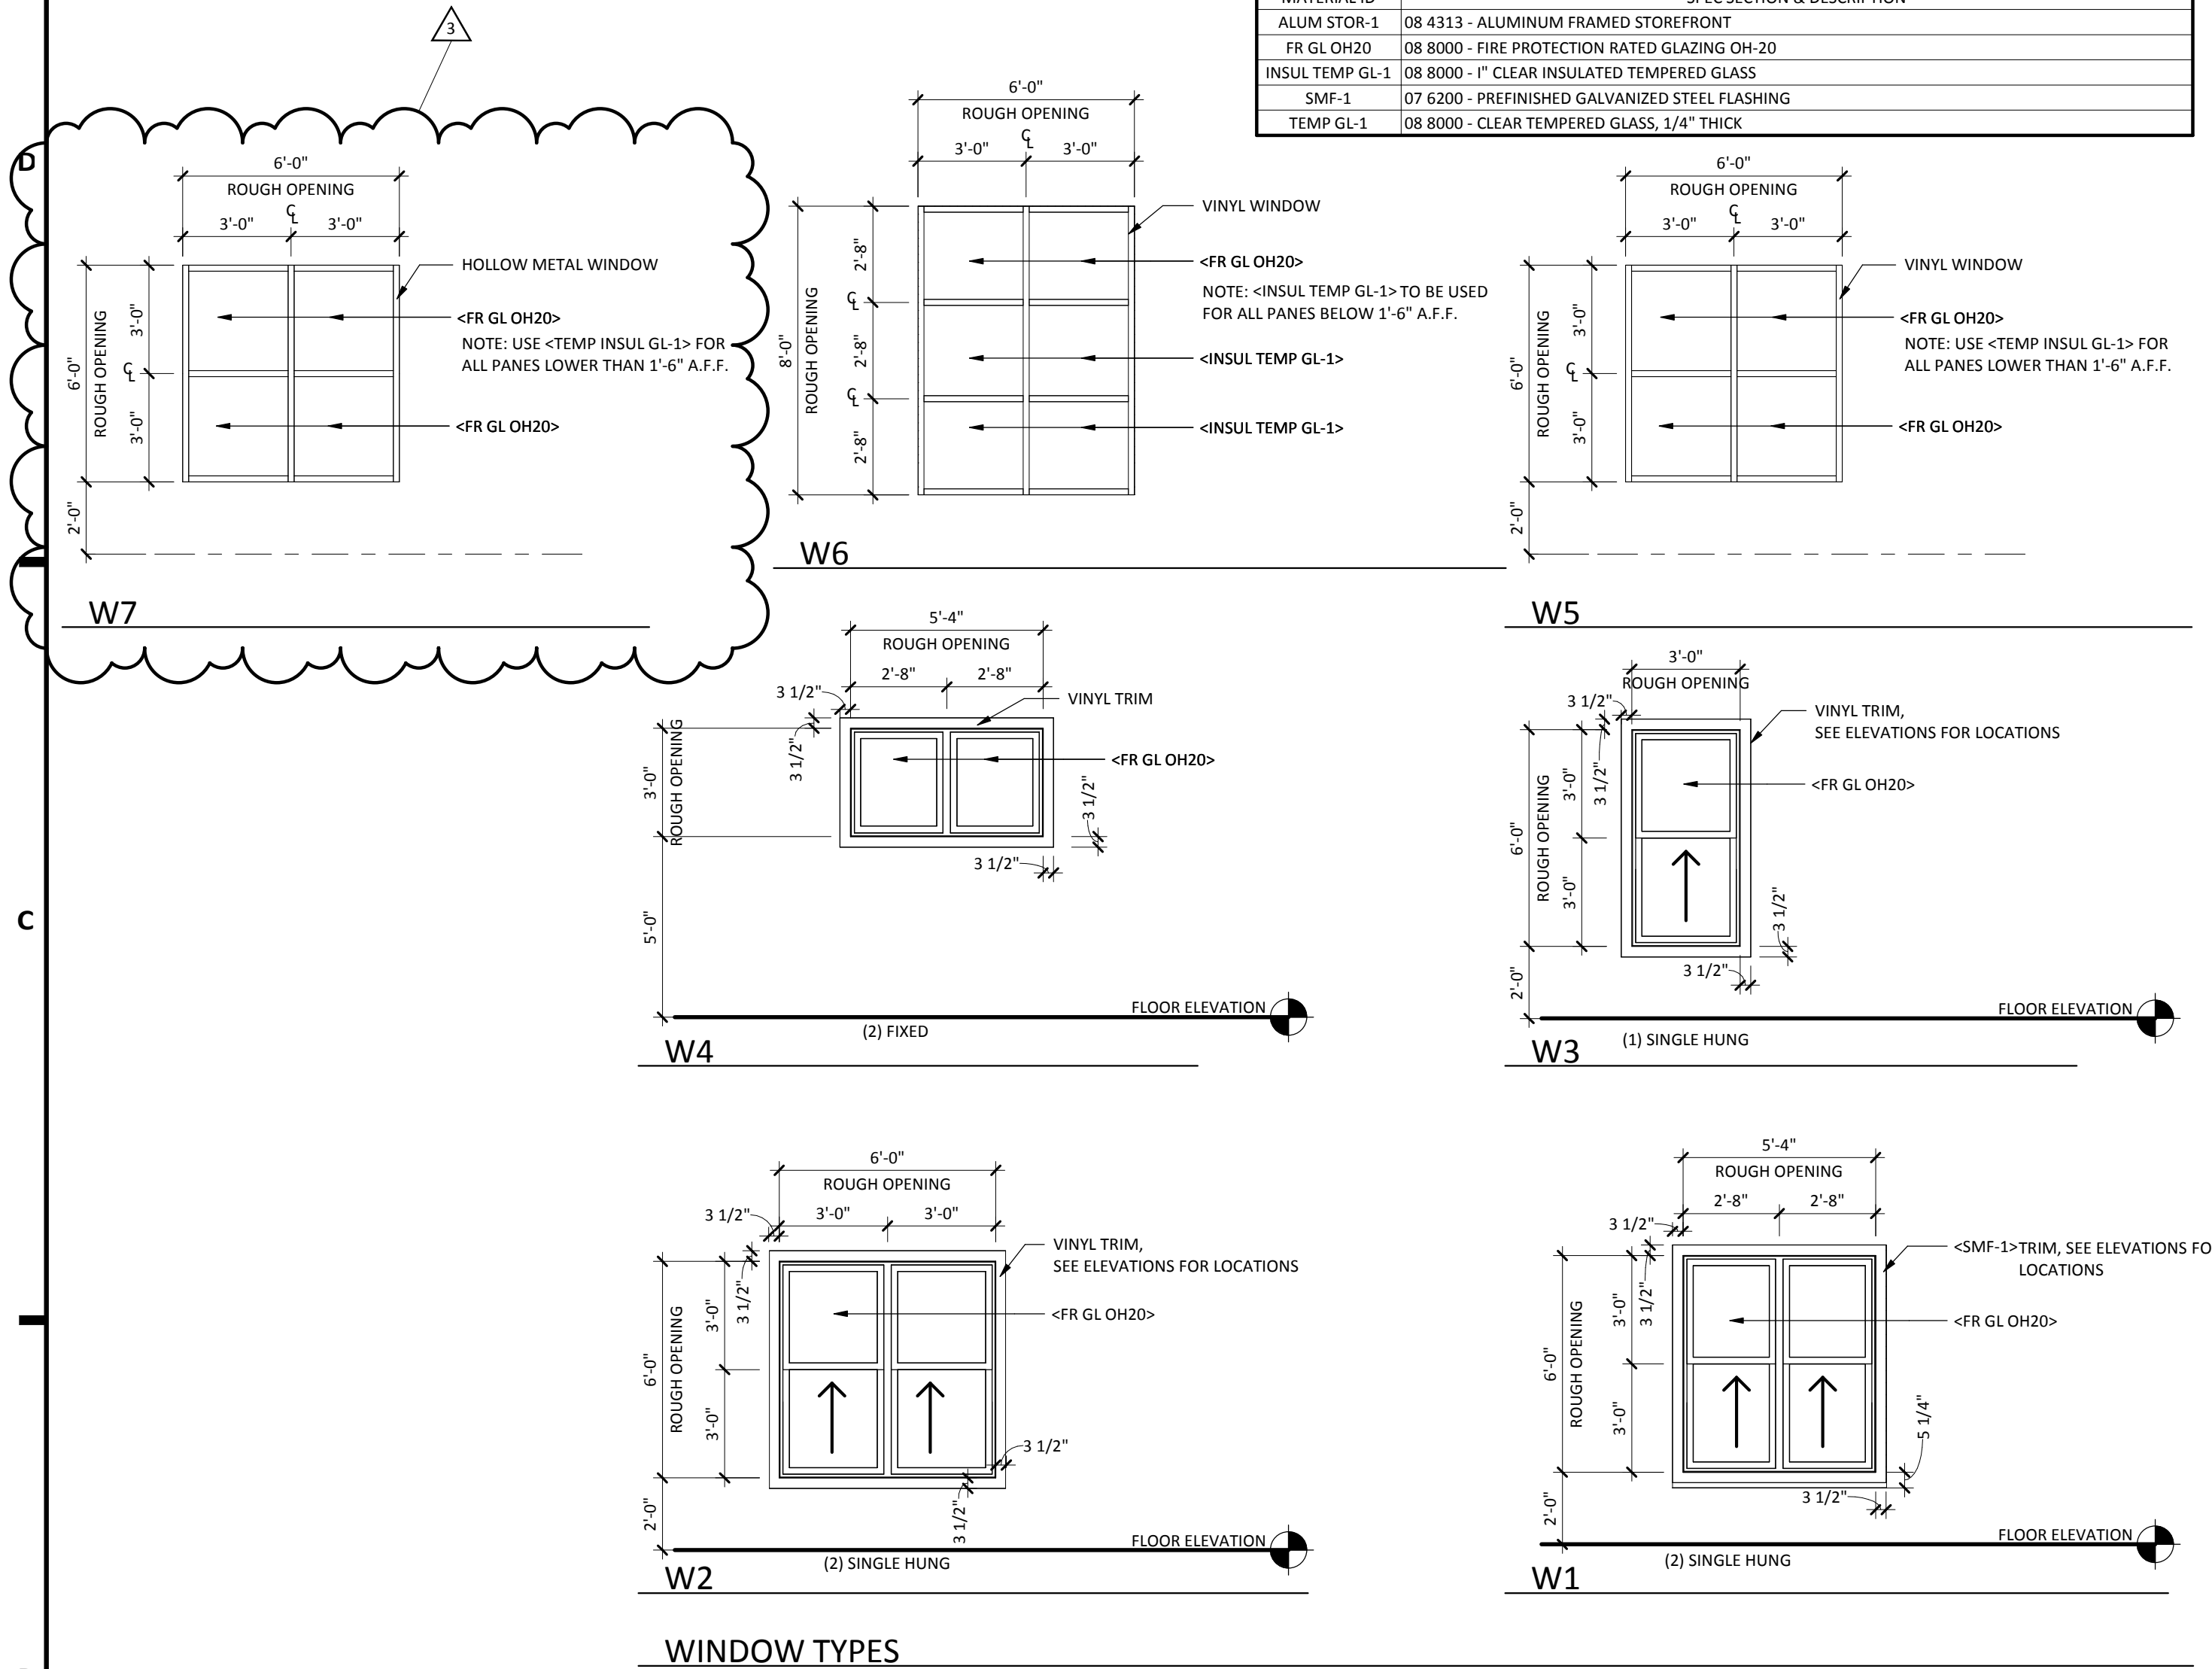 MATERIAL ID SPEC SECTION & DESCRIPTION
ALUM STOR-1 08 4313 - ALUMINUM FRAMED STOREFRONT
FR GL OH20 08 8000 - FIRE PROTECTION RATED GLAZING OH-20
INSUL TEMP GL-1 08 8000 - I" CLEAR INSULATED TEMPERED GLASS
SMF-1 07 6200 - PREFINISHED GALVANIZED STEEL FLASHING
TEMP GL-1 08 8000 - CLEAR TEMPERED GLASS, 1/4" THICK
3
D
6'-0"
ROUGH OPENING
CL
3'-0" 3'-0"
HOLLOW METAL WINDOW
<FR GL OH20>
NOTE: USE <TEMP INSUL GL-1> FOR
ALL PANES LOWER THAN 1'-6" A.F.F.
<FR GL OH20>
6'-0"
ROUGH OPENING
3'-0"
CL
3'-0"
2'-0"
W7
6'-0"
ROUGH OPENING
CL
3'-0" 3'-0"
VINYL WINDOW
<FR GL OH20>
NOTE: <INSUL TEMP GL-1> TO BE USED
FOR ALL PANES BELOW 1'-6" A.F.F.
<INSUL TEMP GL-1>
<INSUL TEMP GL-1>
8'-0"
ROUGH OPENING
2'-8"
CL
2'-8"
CL
2'-8"
W6
6'-0"
ROUGH OPENING
CL
3'-0" 3'-0"
VINYL WINDOW
<FR GL OH20>
NOTE: USE <TEMP INSUL GL-1> FOR
ALL PANES LOWER THAN 1'-6" A.F.F.
<FR GL OH20>
6'-0"
ROUGH OPENING
3'-0"
CL
3'-0"
2'-0"
W5
C
5'-4"
ROUGH OPENING
2'-8" 2'-8"
3 1/2"
VINYL TRIM
<FR GL OH20>
3'-0"
ROUGH OPENING
3 1/2"
3 1/2"
3 1/2"
5'-0"
FLOOR ELEVATION
(2) FIXED
W4
3'-0"
ROUGH OPENING
3 1/2"
VINYL TRIM,
SEE ELEVATIONS FOR LOCATIONS
<FR GL OH20>
6'-0"
ROUGH OPENING
3'-0"
3 1/2"
3'-0"
3 1/2"
3 1/2"
2'-0"
FLOOR ELEVATION
(1) SINGLE HUNG
W3
6'-0"
ROUGH OPENING
3 1/2" 3'-0" 3'-0"
VINYL TRIM,
SEE ELEVATIONS FOR LOCATIONS
<FR GL OH20>
6'-0"
ROUGH OPENING
3'-0"
3 1/2"
3'-0"
3 1/2"
3 1/2"
2'-0"
FLOOR ELEVATION
(2) SINGLE HUNG
W2
5'-4"
ROUGH OPENING
2'-8" 2'-8"
3 1/2"
<SMF-1> TRIM, SEE ELEVATIONS FO
LOCATIONS
<FR GL OH20>
6'-0"
ROUGH OPENING
3'-0"
3 1/2"
3'-0"
5 1/4"
3 1/2"
2'-0"
FLOOR ELEVATION
(2) SINGLE HUNG
W1
WINDOW TYPES